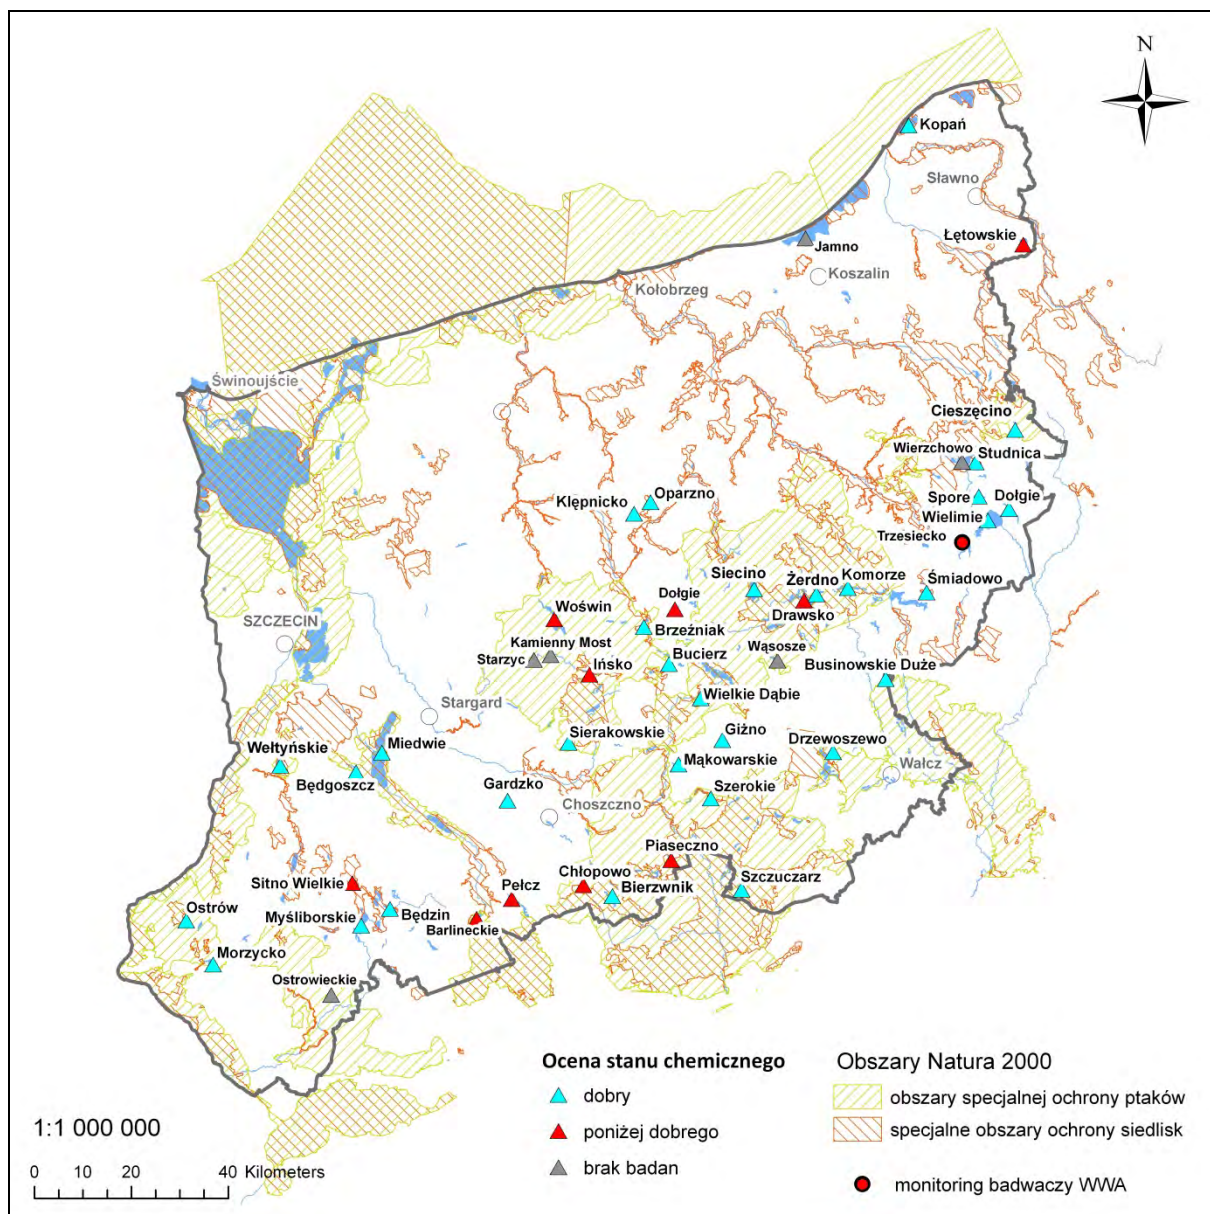 N
Kopań
Sławno
Łętowskie
Jamno
Koszalin
Kołobrzeg
Świnoujście
Cieszęcino
Wierzchowo
Studnica
Spore
Dołgie
Wielimie
Trzesiecko
Oparzno
Klępnicko
Siecino
Żerdno
Komorze
Śmiadowo
Drawsko
Dołgie
Woświn
Brzeźniak
SZCZECIN
Kamienny Most
Starzyc
Ińsko
Bucierz
Wąsosze
Businowskie Duże
Wielkie Dąbie
Stargard
Sierakowskie
Giżno
Drzewoszewo
Wełtyńskie
Miedwie
Będgoszcz
Mąkowarskie
Wałcz
Gardzko
Szerokie
Choszczno
Piaseczno
Sitno Wielkie
Pełcz
Chłopowo
Bierzwnik
Szczuczarz
Ostrów
Myśliborskie
Będzin
Barlineckie
Morzycko
Ostrowieckie
Ocena stanu chemicznego
dobry
poniżej dobrego
brak badan
Obszary Natura 2000
obszary specjalnej ochrony ptaków
specjalne obszary ochrony siedlisk
monitoring badwaczy WWA
1:1 000 000
0 10 20 40 Kilometers